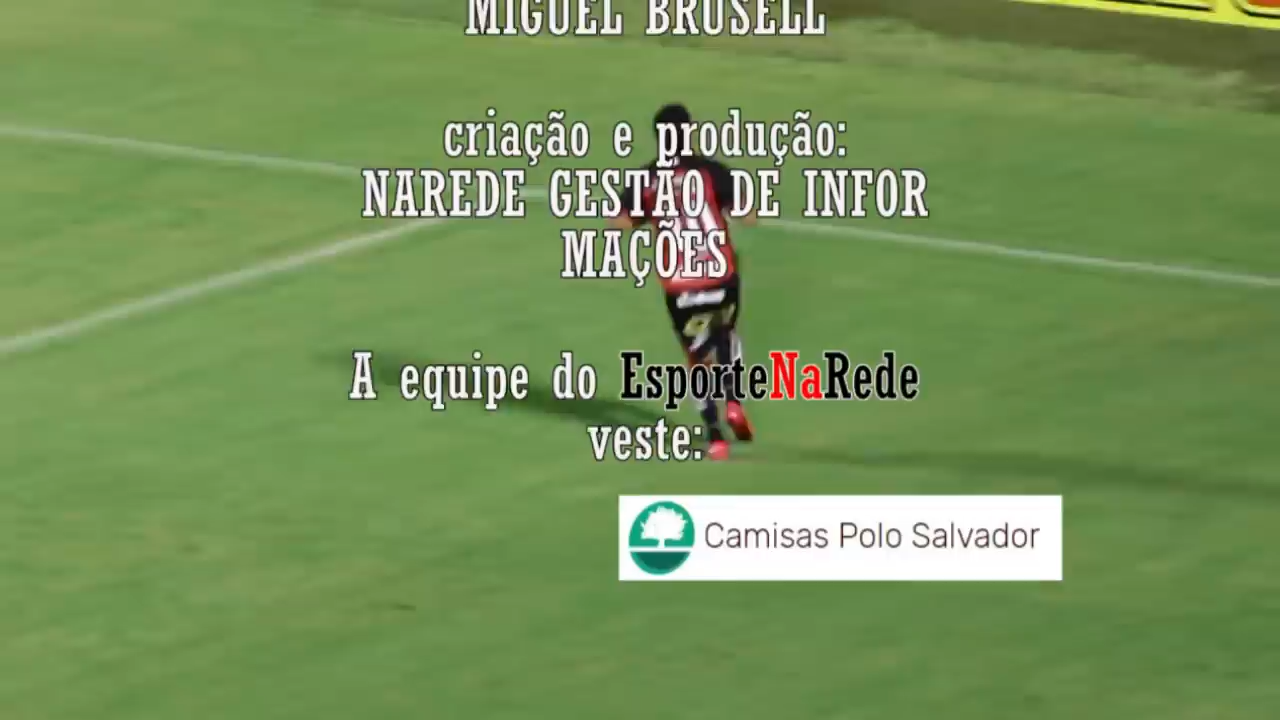 MIGUEL BRUSELL
criação e produção:
NAREDE GESTÃO DE INFOR
MAÇÕES
A equipe do EsporteNaRede
veste:
Camisas Polo Salvador